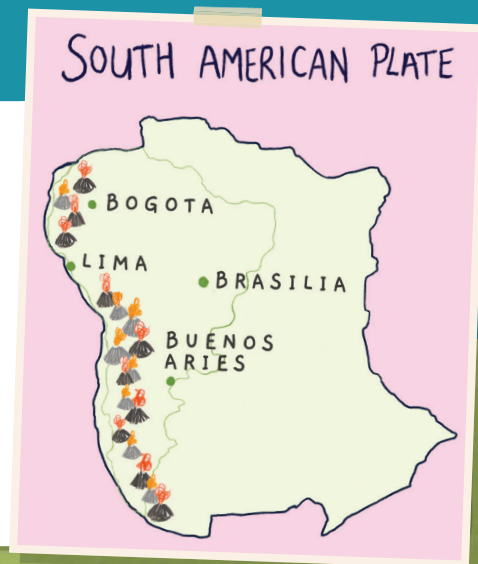 SOUTH AMERICAN PLATE
BOGOTA
LIMA
BRASILIA
BUENOS
ARIES